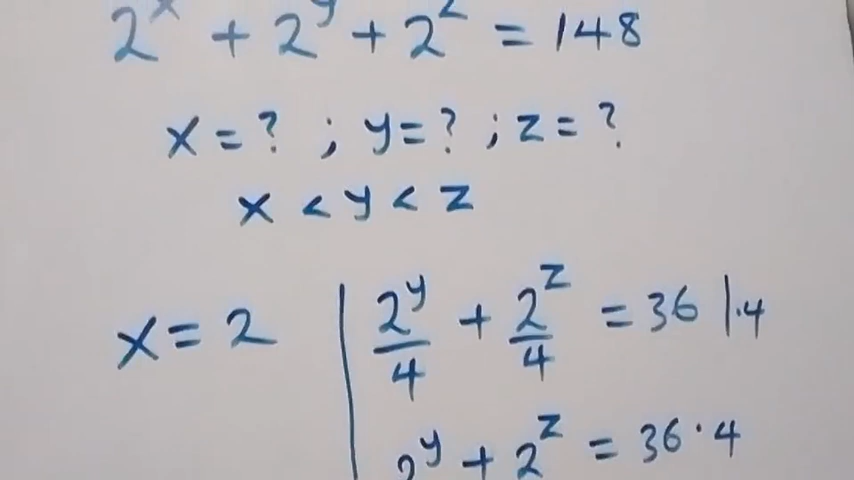 2^x + 2^y + 2^z = 148
x = ? ; y = ? ; z = ?
x < y < z
x = 2 | 2^y/4 + 2^z/4 = 36 |·4
2^y + 2^z = 36·4